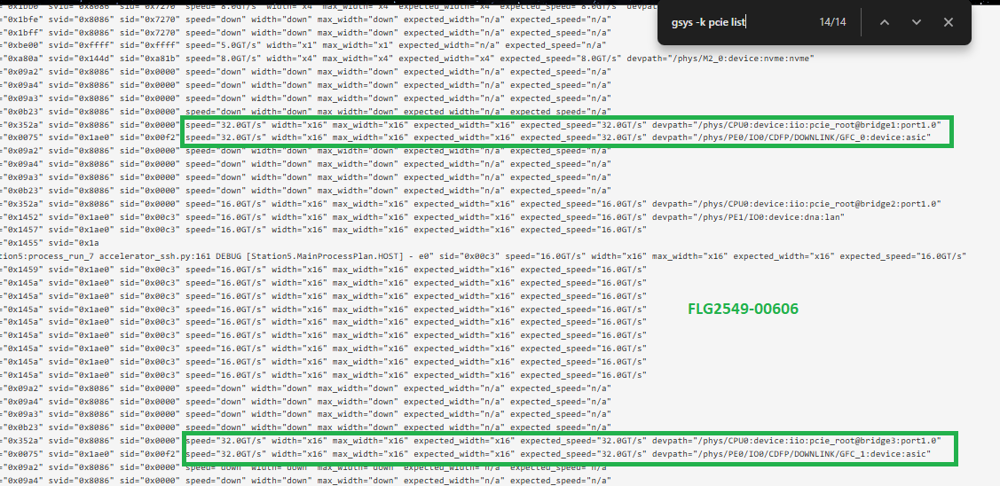 ="0x1bb0" svid="0x8086" sid="0x7270" speed="8.0GT/s" width="x4" max_width="x4" expected_width="x4" expected_speed="8.0GT/s"
="0x1bfe" svid="0x8086" sid="0x7270" speed="down" width="down" max_width="down" expected_width="n/a" expected_speed="n/a"
="0x1bff" svid="0x8086" sid="0x7270" speed="down" width="down" max_width="down" expected_width="n/a" expected_speed="n/a"
="0xbe00" svid="0xffff" sid="0xffff" speed="5.0GT/s" width="x1" max_width="x1" expected_width="n/a" expected_speed="n/a"
gsys -k pcie list 14/14
="0xa80a" svid="0x144d" sid="0xa81b" speed="8.0GT/s" width="x4" max_width="x4" expected_width="x4" expected_speed="8.0GT/s" devpath="/phys/M2_0:device:nvme:nvme"
="0x09a2" svid="0x8086" sid="0x0000" speed="down" width="down" max_width="down" expected_width="n/a" expected_speed="n/a"
="0x09a4" svid="0x8086" sid="0x0000" speed="down" width="down" max_width="down" expected_width="n/a" expected_speed="n/a"
="0x09a3" svid="0x8086" sid="0x0000" speed="down" width="down" max_width="down" expected_width="n/a" expected_speed="n/a"
="0x0b23" svid="0x8086" sid="0x0000" speed="down" width="down" max_width="down" expected_width="n/a" expected_speed="n/a"
="0x352a" svid="0x8086" sid="0x0000" speed="32.0GT/s" width="x16" max_width="x16" expected_width="x16" expected_speed="32.0GT/s" devpath="/phys/CPU0:device:iio:pcie_root@bridge1:port1.0"
="0x0075" svid="0x1ae0" sid="0x00f2" speed="32.0GT/s" width="x16" max_width="x16" expected_width="x16" expected_speed="32.0GT/s" devpath="/phys/PE0/IO0/CDFP/DOWNLINK/GFC_0:device:asic"
="0x09a2" svid="0x8086" sid="0x0000" speed="down" width="down" max_width="down" expected_width="n/a" expected_speed="n/a"
="0x09a4" svid="0x8086" sid="0x0000" speed="down" width="down" max_width="down" expected_width="n/a" expected_speed="n/a"
="0x09a3" svid="0x8086" sid="0x0000" speed="down" width="down" max_width="down" expected_width="n/a" expected_speed="n/a"
="0x0b23" svid="0x8086" sid="0x0000" speed="down" width="down" max_width="down" expected_width="n/a" expected_speed="n/a"
="0x352a" svid="0x8086" sid="0x0000" speed="16.0GT/s" width="x16" max_width="x16" expected_width="x16" expected_speed="16.0GT/s" devpath="/phys/CPU0:device:iio:pcie_root@bridge2:port1.0"
="0x1452" svid="0x1ae0" sid="0x00c3" speed="16.0GT/s" width="x16" max_width="x16" expected_width="x16" expected_speed="16.0GT/s" devpath="/phys/PE1/IO0:device:dna:lan"
="0x1457" svid="0x1ae0" sid="0x00c3" speed="16.0GT/s" width="x16" max_width="x16" expected_width="x16" expected_speed="16.0GT/s"
="0x1455" svid="0x1a
tion5:process_run_7 accelerator_ssh.py:161 DEBUG [Station5.MainProcessPlan.HOST] - e0" sid="0x00c3" speed="16.0GT/s" width="x16" max_width="x16" expected_width="x16" expected_speed="16.0GT/s"
="0x1459" svid="0x1ae0" sid="0x00c3" speed="16.0GT/s" width="x16" max_width="x16" expected_width="x16" expected_speed="16.0GT/s"
="0x145a" svid="0x1ae0" sid="0x00c3" speed="16.0GT/s" width="x16" max_width="x16" expected_width="x16" expected_speed="16.0GT/s"
="0x145a" svid="0x1ae0" sid="0x00c3" speed="16.0GT/s" width="x16" max_width="x16" expected_width="x16" expected_speed="16.0GT/s"
="0x145a" svid="0x1ae0" sid="0x00c3" speed="16.0GT/s" width="x16" max_width="x16" expected_width="x16" expected_speed="16.0GT/s"
FLG2549-00606
="0x145a" svid="0x1ae0" sid="0x00c3" speed="16.0GT/s" width="x16" max_width="x16" expected_width="x16" expected_speed="16.0GT/s"
="0x145a" svid="0x1ae0" sid="0x00c3" speed="16.0GT/s" width="x16" max_width="x16" expected_width="x16" expected_speed="16.0GT/s"
="0x145a" svid="0x1ae0" sid="0x00c3" speed="16.0GT/s" width="x16" max_width="x16" expected_width="x16" expected_speed="16.0GT/s"
="0x145a" svid="0x1ae0" sid="0x00c3" speed="16.0GT/s" width="x16" max_width="x16" expected_width="x16" expected_speed="16.0GT/s"
="0x145a" svid="0x1ae0" sid="0x00c3" speed="16.0GT/s" width="x16" max_width="x16" expected_width="x16" expected_speed="16.0GT/s"
="0x09a2" svid="0x8086" sid="0x0000" speed="down" width="down" max_width="down" expected_width="n/a" expected_speed="n/a"
="0x09a4" svid="0x8086" sid="0x0000" speed="down" width="down" max_width="down" expected_width="n/a" expected_speed="n/a"
="0x09a3" svid="0x8086" sid="0x0000" speed="down" width="down" max_width="down" expected_width="n/a" expected_speed="n/a"
="0x0b23" svid="0x8086" sid="0x0000" speed="down" width="down" max_width="down" expected_width="n/a" expected_speed="n/a"
="0x352a" svid="0x8086" sid="0x0000" speed="32.0GT/s" width="x16" max_width="x16" expected_width="x16" expected_speed="32.0GT/s" devpath="/phys/CPU0:device:iio:pcie_root@bridge3:port1.0"
="0x0075" svid="0x1ae0" sid="0x00f2" speed="32.0GT/s" width="x16" max_width="x16" expected_width="x16" expected_speed="32.0GT/s" devpath="/phys/PE0/IO0/CDFP/DOWNLINK/GFC_1:device:asic"
="0x09a2" svid="0x8086" sid="0x0000" speed="down" width="down" max_width="down" expected_width="n/a" expected_speed="n/a"
="0x09a4" svid="0x8086" sid="0x0000" speed="down" width="down" max_width="down" expected_width="n/a" expected_speed="n/a"